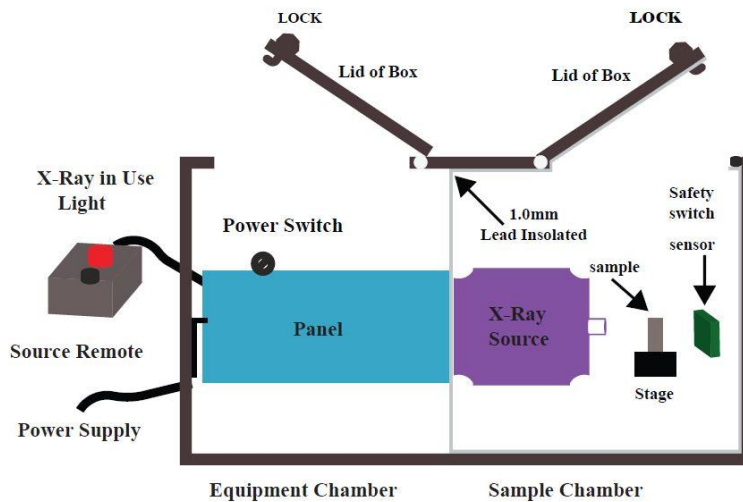 LOCK
LOCK
Lid of Box
Lid of Box
X-Ray in Use
Light
Power Switch
1.0mm
Lead Insolated
Safety
switch
sensor
sample
Panel
X-Ray
Source
Source Remote
Stage
Power Supply
Equipment Chamber
Sample Chamber